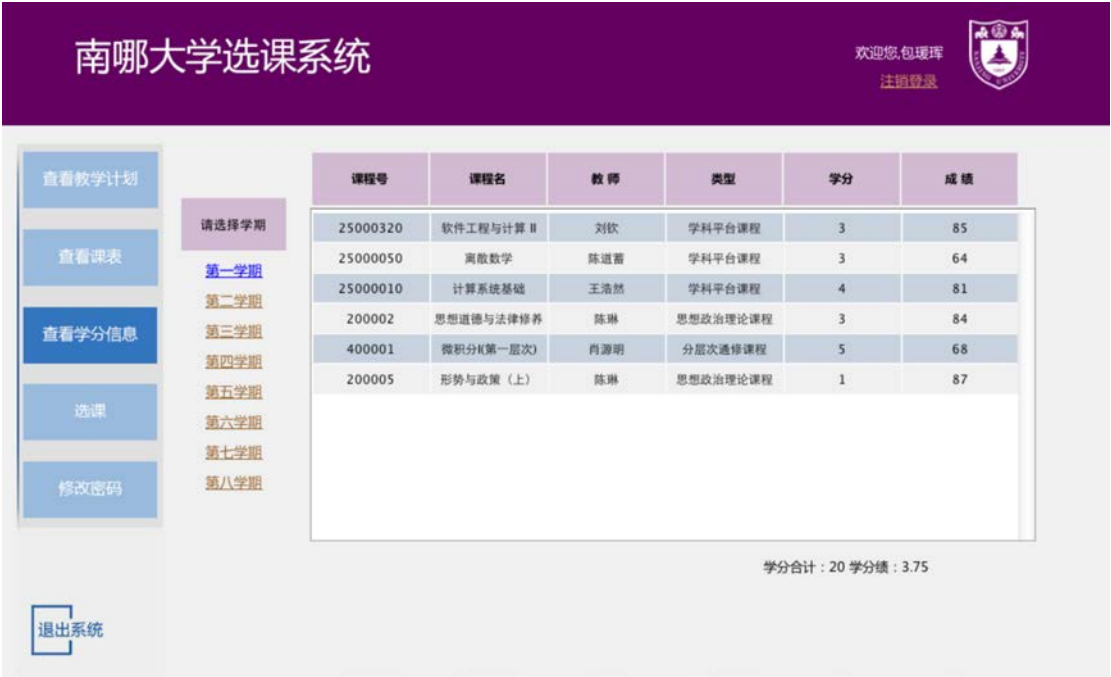 南哪大学选课系统
欢迎您,包瑗珲
注销登录
查看教学计划
查看课表
查看学分信息
选课
修改密码
退出系统
请选择学期
第一学期
第二学期
第三学期
第四学期
第五学期
第六学期
第七学期
第八学期
课程号 课程名 教 师 类型 学分 成 绩
25000320 软件工程与计算 II 刘钦 学科平台课程 3 85
25000050 离散数学 陈道蓄 学科平台课程 3 64
25000010 计算系统基础 王浩然 学科平台课程 4 81
200002 思想道德与法律修养 陈琳 思想政治理论课程 3 84
400001 微积分I(第一层次) 肖源明 分层次通修课程 5 68
200005 形势与政策（上） 陈琳 思想政治理论课程 1 87
学分合计：20 学分绩：3.75